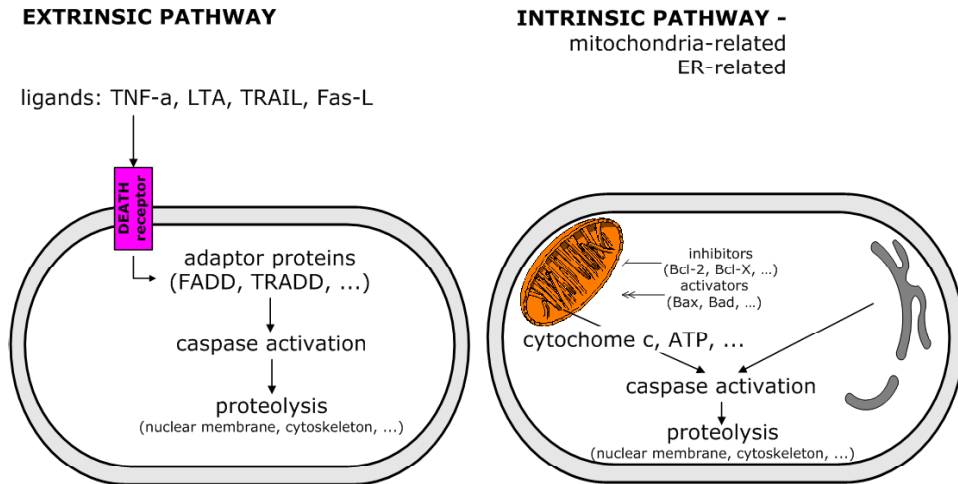 EXTRINSIC PATHWAY
ligands: TNF-a, LTA, TRAIL, Fas-L
DEATH
receptor
adaptor proteins
(FADD, TRADD, ...)
caspase activation
proteolysis
(nuclear membrane, cytoskeleton, ...)
INTRINSIC PATHWAY -
mitochondria-related
ER-related
inhibitors
(Bcl-2, Bcl-X, ...)
activators
(Bax, Bad, ...)
cytochome c, ATP, ...
caspase activation
proteolysis
(nuclear membrane, cytoskeleton, ...)